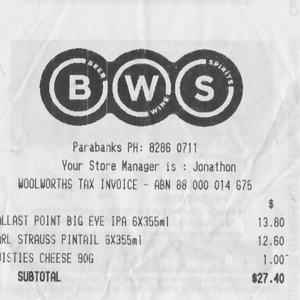 BWS
BEER
WINE
SPIRITS
Parabanks PH: 8286 0711
Your Store Manager is : Jonathon
WOOLWORTHS TAX INVOICE - ABN 88 000 014 675
$
ALLAST POINT BIG EYE IPA 6X355ml 13.80
ARL STRAUSS PINTAIL 6X355ml 12.60
UISTIES CHEESE 90G 1.00
SUBTOTAL $27.40